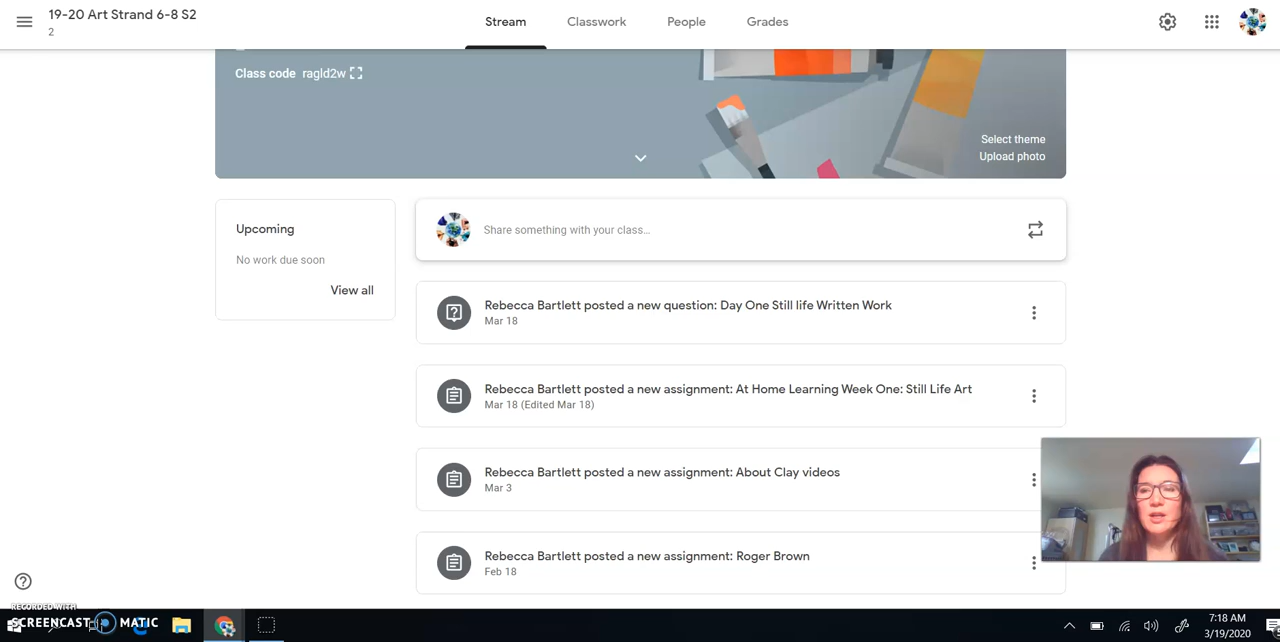 19-20 Art Strand 6-8 S2
2
Stream
Classwork
People
Grades
Class code ragld2w
Select theme
Upload photo
Upcoming
No work due soon
View all
Share something with your class...
Rebecca Bartlett posted a new question: Day One Still life Written Work
Mar 18
Rebecca Bartlett posted a new assignment: At Home Learning Week One: Still Life Art
Mar 18 (Edited Mar 18)
Rebecca Bartlett posted a new assignment: About Clay videos
Mar 3
Rebecca Bartlett posted a new assignment: Roger Brown
Feb 18
RECORDED WITH
SCREENCAST MATIC
7:18 AM
3/19/2020